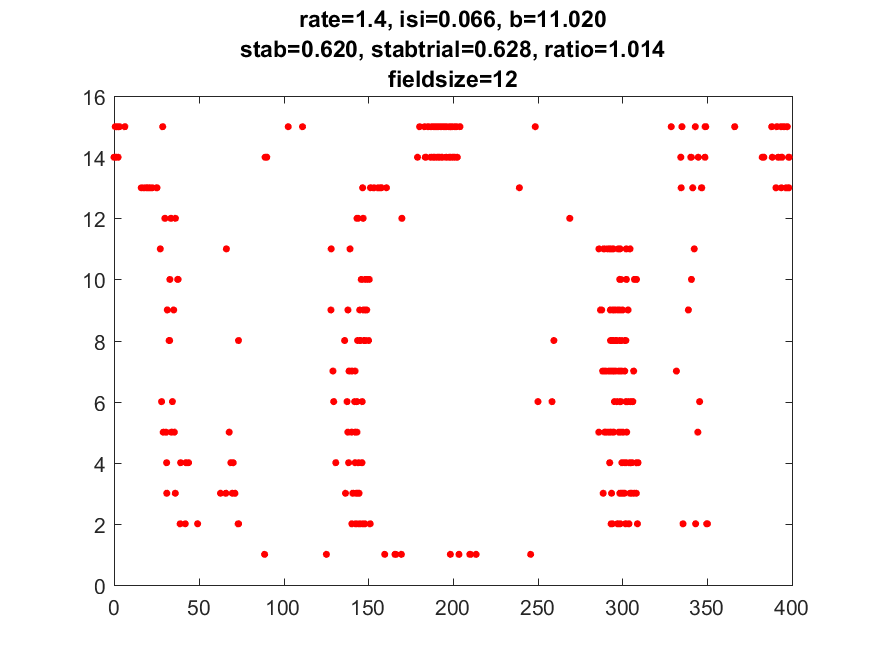 rate=1.4, isi=0.066, b=11.020
stab=0.620, stabtrial=0.628, ratio=1.014
fieldsize=12
16
14
12
10
8
6
4
2
0
0 50 100 150 200 250 300 350 400